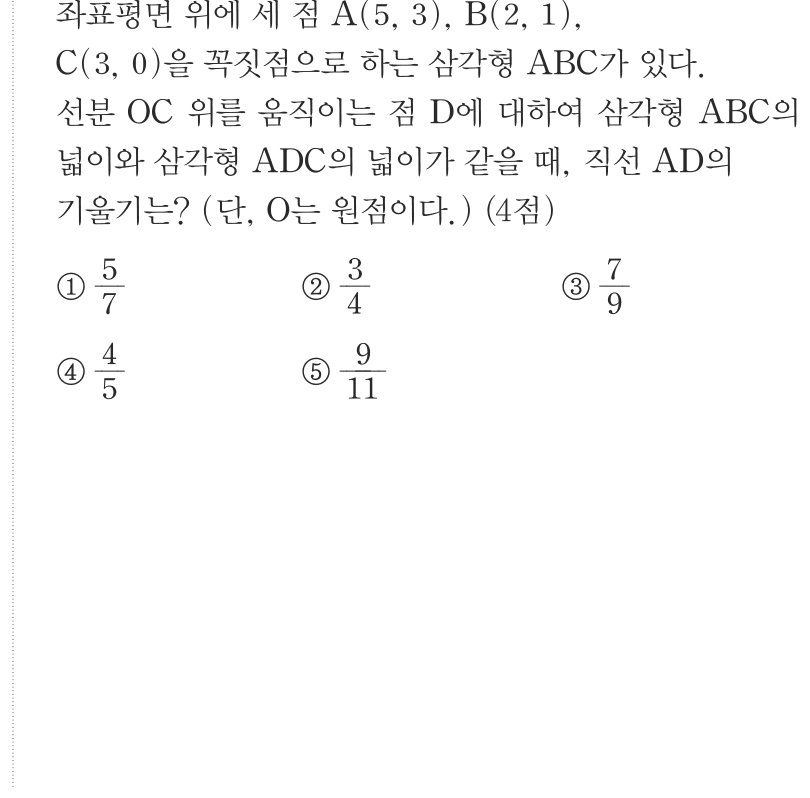 좌표평면 위에 세 점 A(5, 3), B(2, 1),
C(3, 0)을 꼭짓점으로 하는 삼각형 ABC가 있다.
선분 OC 위를 움직이는 점 D에 대하여 삼각형 ABC의
넓이와 삼각형 ADC의 넓이가 같을 때, 직선 AD의
기울기는? (단, O는 원점이다.) (4점)
① 5/7 ② 3/4 ③ 7/9
④ 4/5 ⑤ 9/11